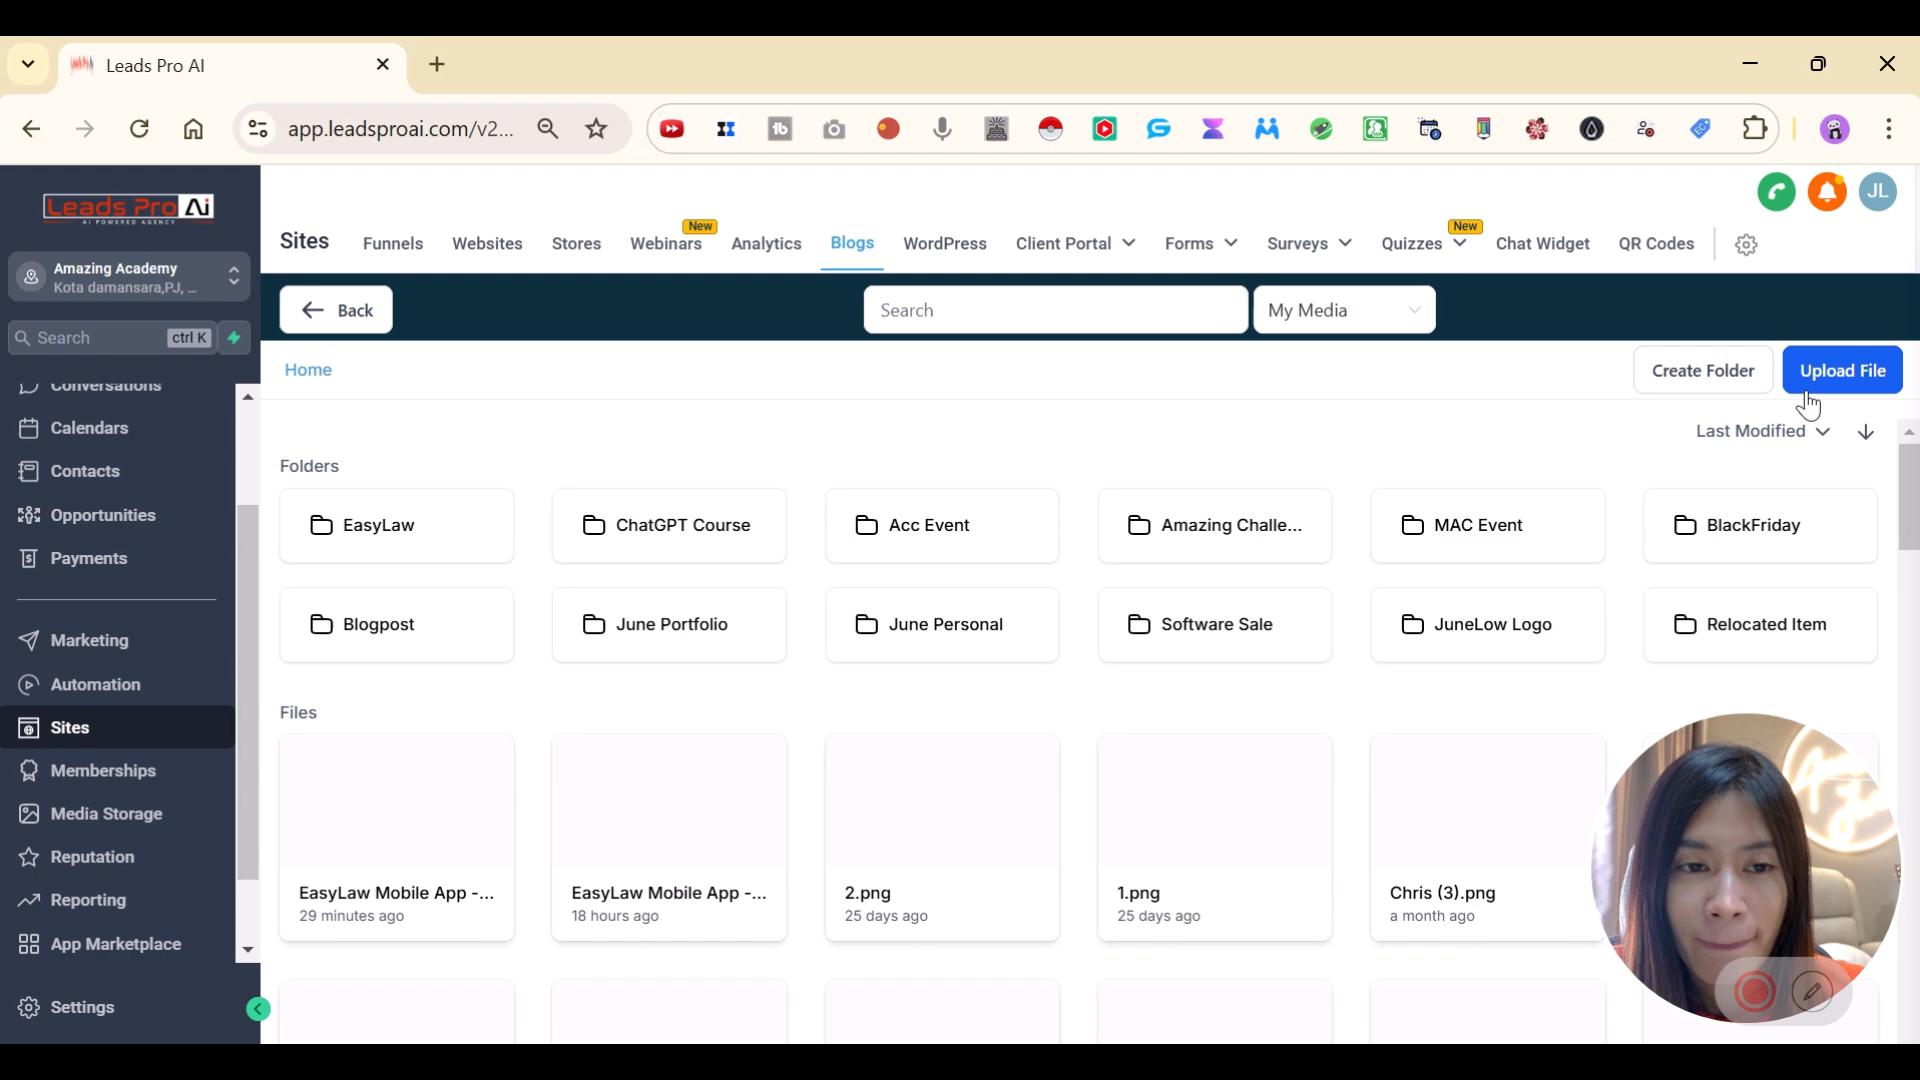 Leads Pro AI
app.leadsproai.com/v2...
Leads Pro Ai
AI POWERED AGENCY
Amazing Academy
Kota damansara,PJ, ...
Search ctrl K
Conversations
Calendars
Contacts
Opportunities
Payments
Marketing
Automation
Sites
Memberships
Media Storage
Reputation
Reporting
App Marketplace
Settings
JL
New New
Sites Funnels Websites Stores Webinars Analytics Blogs WordPress Client Portal Forms Surveys Quizzes Chat Widget QR Codes
Back Search My Media
Home Create Folder Upload File
Last Modified
Folders
EasyLaw ChatGPT Course Acc Event Amazing Challe... MAC Event BlackFriday
Blogpost June Portfolio June Personal Software Sale JuneLow Logo Relocated Item
Files
EasyLaw Mobile App -... EasyLaw Mobile App -... 2.png 1.png Chris (3).png
29 minutes ago 18 hours ago 25 days ago 25 days ago a month ago